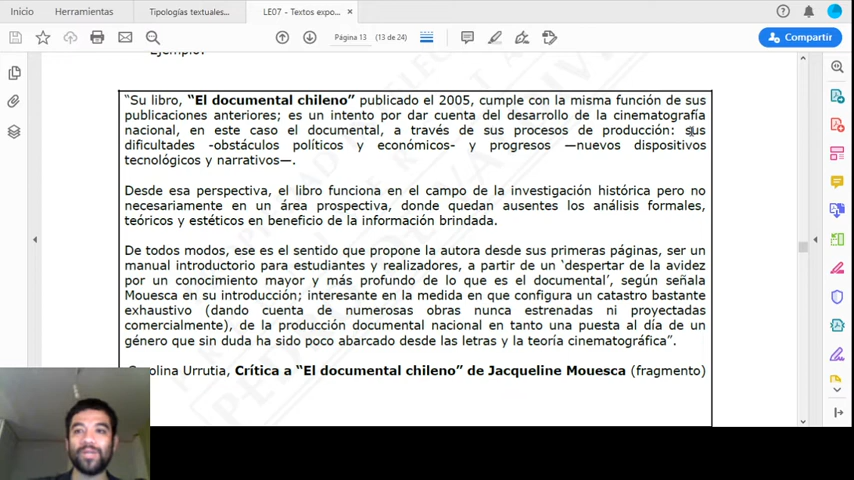 Inicio
Herramientas
Tipologías textuales...
LE07 - Textos expo... ×
Página 13 (13 de 24)
Compartir
Ejemplo:
“Su libro, “El documental chileno” publicado el 2005, cumple con la misma función de sus
publicaciones anteriores; es un intento por dar cuenta del desarrollo de la cinematografía
nacional, en este caso el documental, a través de sus procesos de producción: sus
dificultades -obstáculos políticos y económicos- y progresos —nuevos dispositivos
tecnológicos y narrativos—.
Desde esa perspectiva, el libro funciona en el campo de la investigación histórica pero no
necesariamente en un área prospectiva, donde quedan ausentes los análisis formales,
teóricos y estéticos en beneficio de la información brindada.
De todos modos, ese es el sentido que propone la autora desde sus primeras páginas, ser un
manual introductorio para estudiantes y realizadores, a partir de un ‘despertar de la avidez
por un conocimiento mayor y más profundo de lo que es el documental’, según señala
Mouesca en su introducción; interesante en la medida en que configura un catastro bastante
exhaustivo (dando cuenta de numerosas obras nunca estrenadas ni proyectadas
comercialmente), de la producción documental nacional en tanto una puesta al día de un
género que sin duda ha sido poco abarcado desde las letras y la teoría cinematográfica”.
Carolina Urrutia, Crítica a “El documental chileno” de Jacqueline Mouesca (fragmento)